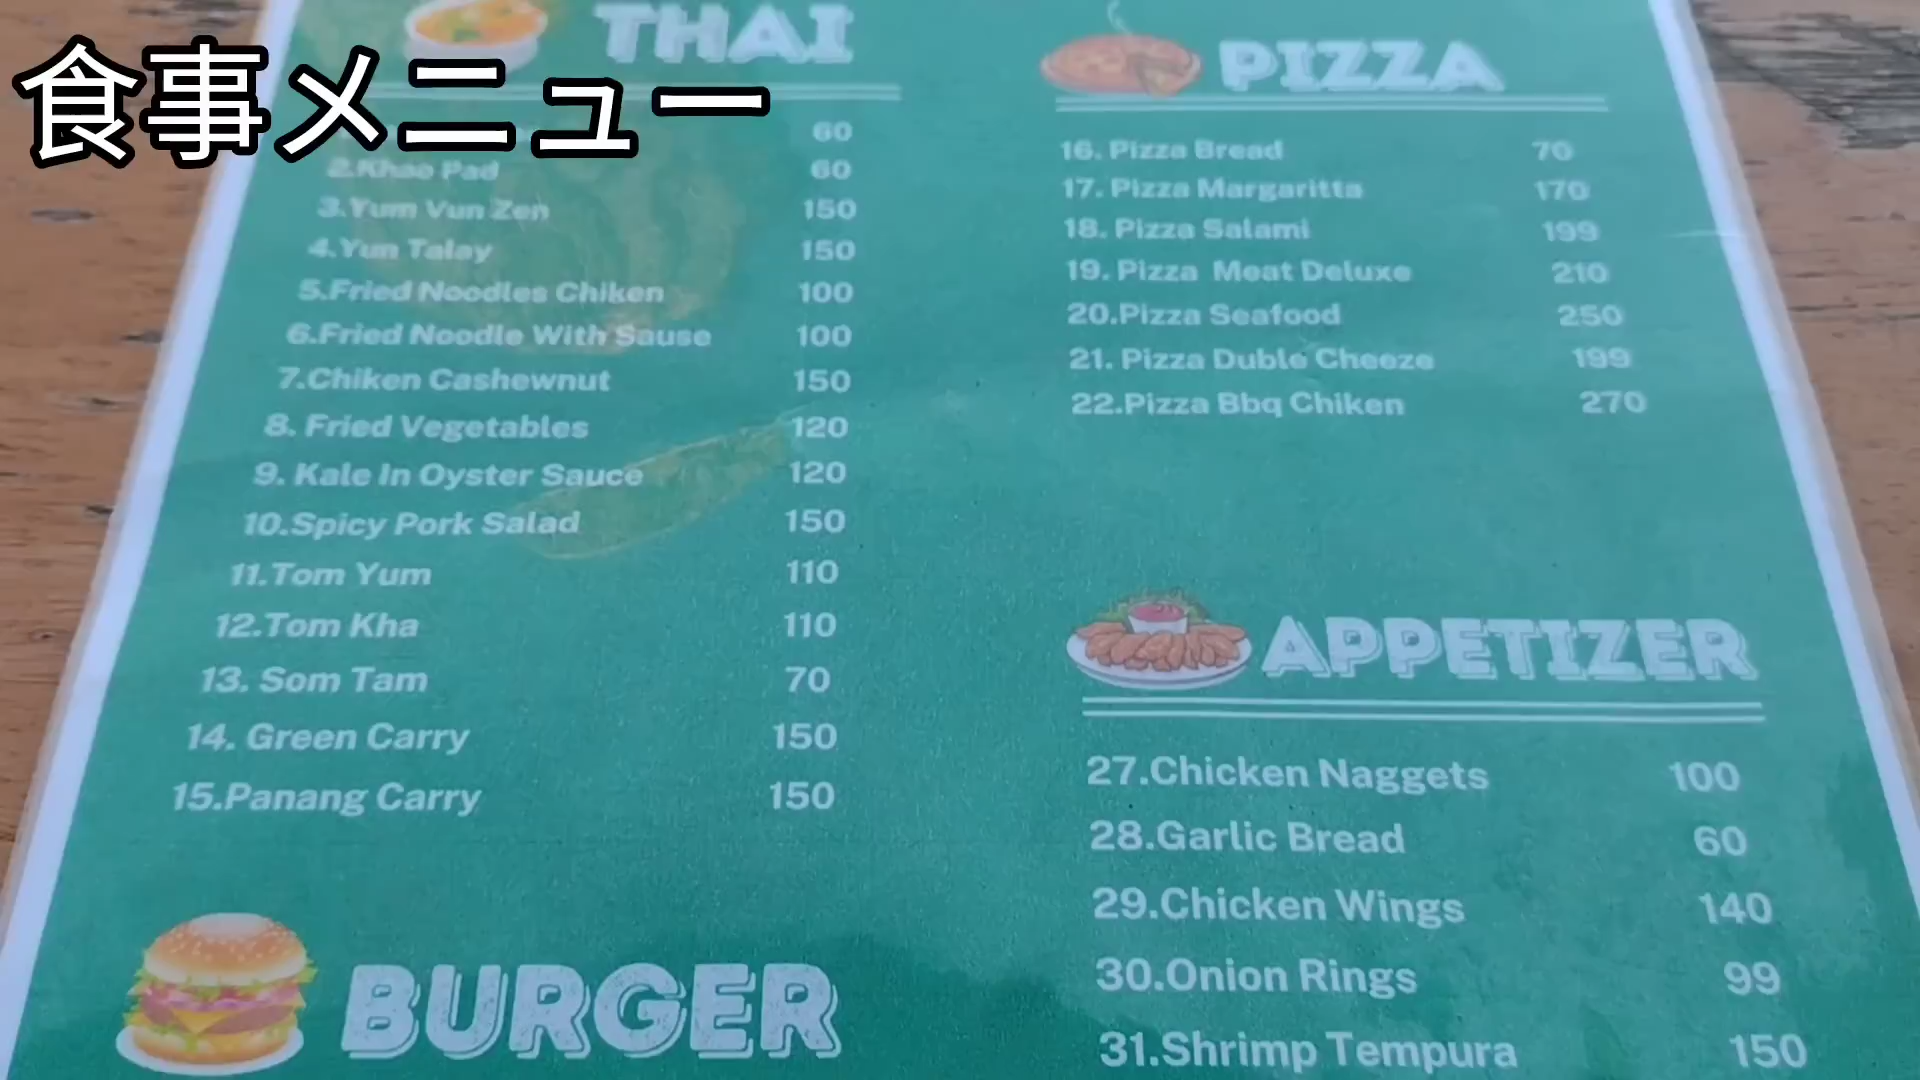 食事メニュー
THAI
60
2.Khao Pad 60
3.Yum Vun Zen 150
4.Yun Talay 150
5.Fried Noodles Chiken 100
6.Fried Noodle With Sause 100
7.Chiken Cashewnut 150
8. Fried Vegetables 120
9. Kale In Oyster Sauce 120
10.Spicy Pork Salad 150
11.Tom Yum 110
12.Tom Kha 110
13. Som Tam 70
14. Green Carry 150
15.Panang Carry 150
BURGER
PIZZA
16. Pizza Bread 70
17. Pizza Margaritta 170
18. Pizza Salami 199
19. Pizza Meat Deluxe 210
20.Pizza Seafood 250
21. Pizza Duble Cheeze 199
22.Pizza Bbq Chiken 270
APPETIZER
27.Chicken Naggets 100
28.Garlic Bread 60
29.Chicken Wings 140
30.Onion Rings 99
31.Shrimp Tempura 150